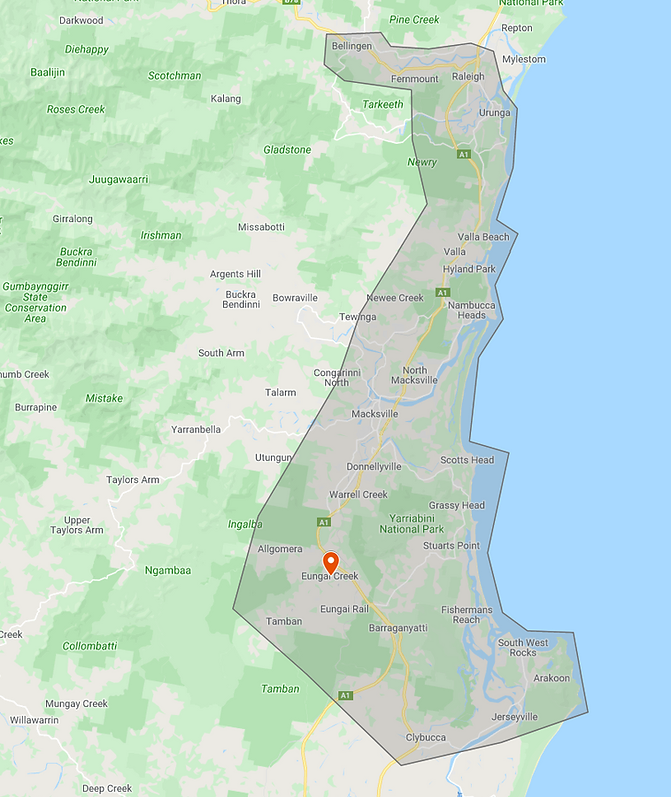 National Park
Thora
B78
National Park
Darkwood
Pine Creek
Repton
Bellingen
Diehappy
Mylestom
Baalijin
Scotchman
Fernmount
Raleigh
Kalang
Tarkeeth
Roses Creek
Urunga
Gladstone
A1
Newry
Juugawaarri
Girralong
Missabotti
Irishman
Valla Beach
Buckra
Bendinni
Valla
Hyland Park
Argents Hill
Gumbaynggirr
State
Conservation
Area
Buckra
Bendinni
Bowraville
Newee Creek
A1
Nambucca
Heads
Tewinga
South Arm
Congarinni
North
North
Macksville
Talarm
Mistake
Burrapine
Macksville
Yarranbella
Utungun
Donnellyville
Scotts Head
Taylors Arm
Warrell Creek
Grassy Head
Upper
Taylors Arm
Ingalba
A1
Yarriabini
National Park
Allgomera
Stuarts Point
Ngambaa
Eungai Creek
Eungai Rail
Fishermans
Reach
Tamban
Barraganyatti
Creek
Collombatti
South West
Rocks
Arakoon
Tamban
A1
Mungay Creek
Willawarrin
Jerseyville
Clybucca
Deep Creek